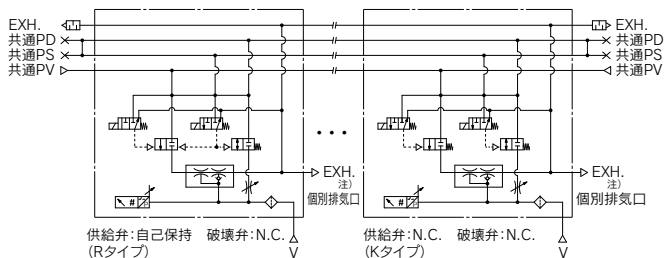 EXH.
共通PD
共通PS
共通PV
EXH.
共通PD
共通PS
共通PV
EXH.
注)
個別排気口
#
供給弁:自己保持
(Rタイプ)
破壊弁:N.C.
V
EXH.
注)
個別排気口
#
供給弁:N.C.
(Kタイプ)
破壊弁:N.C.
V